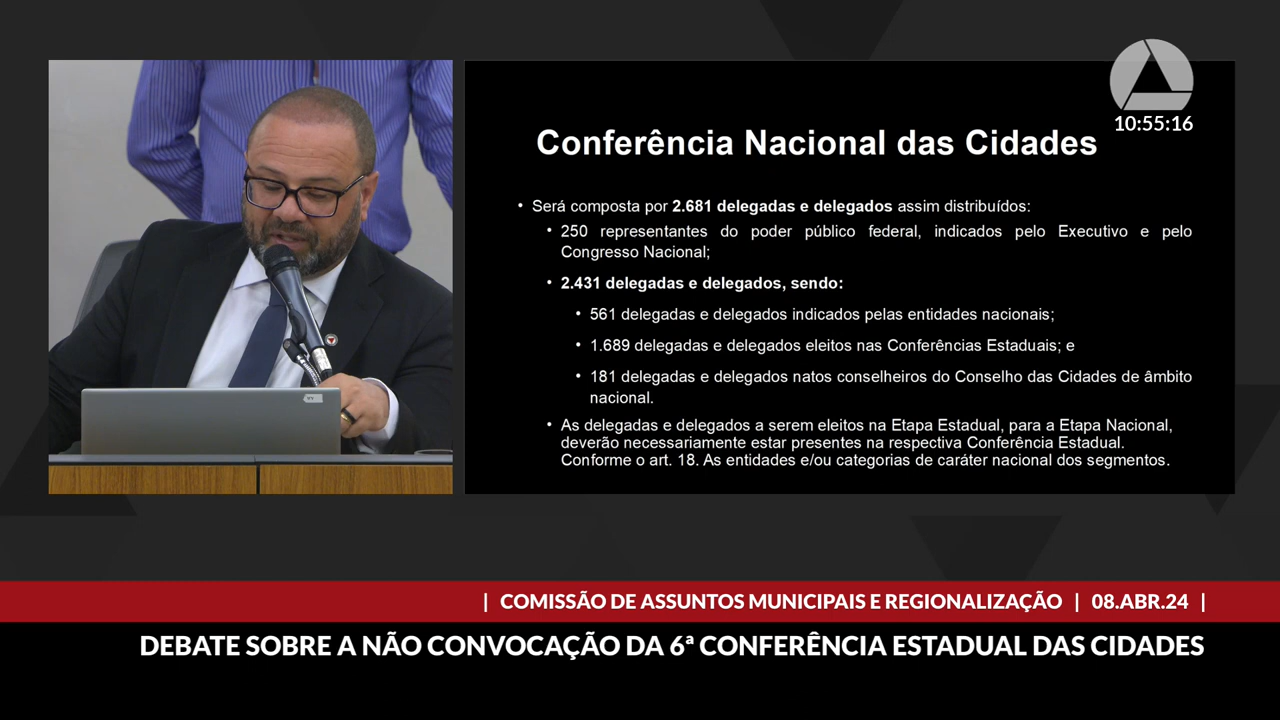 10:55:16
Conferência Nacional das Cidades
• Será composta por 2.681 delegadas e delegados assim distribuídos:
• 250 representantes do poder público federal, indicados pelo Executivo e pelo
Congresso Nacional;
• 2.431 delegadas e delegados, sendo:
• 561 delegadas e delegados indicados pelas entidades nacionais;
• 1.689 delegadas e delegados eleitos nas Conferências Estaduais; e
• 181 delegadas e delegados natos conselheiros do Conselho das Cidades de âmbito
nacional.
• As delegadas e delegados a serem eleitos na Etapa Estadual, para a Etapa Nacional,
deverão necessariamente estar presentes na respectiva Conferência Estadual.
Conforme o art. 18. As entidades e/ou categorias de caráter nacional dos segmentos.
| COMISSÃO DE ASSUNTOS MUNICIPAIS E REGIONALIZAÇÃO | 08.ABR.24 |
DEBATE SOBRE A NÃO CONVOCAÇÃO DA 6ª CONFERÊNCIA ESTADUAL DAS CIDADES